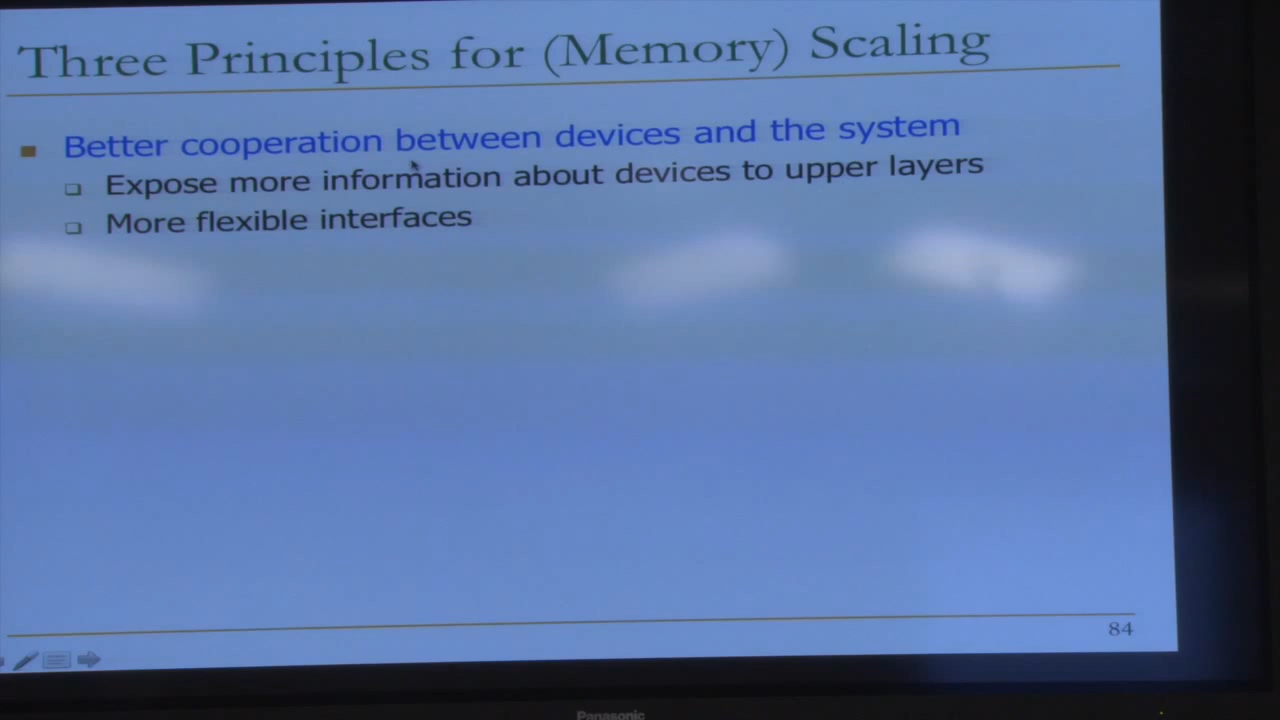 Three Principles for (Memory) Scaling
Better cooperation between devices and the system
Expose more information about devices to upper layers
More flexible interfaces
84
Panasonic